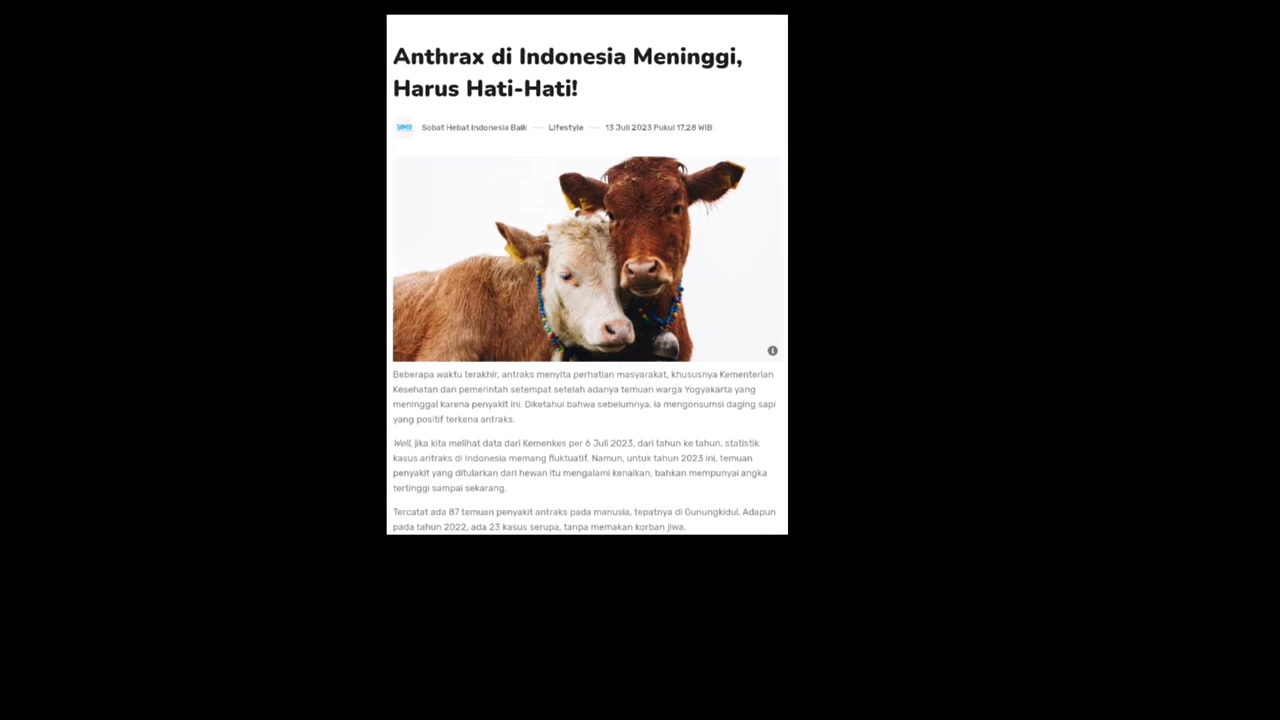 Anthrax di Indonesia Meninggi,
Harus Hati-Hati!
Sobat Hebat Indonesia Baik — Lifestyle — 13 Juli 2023 Pukul 17.28 WIB
Beberapa waktu terakhir, antraks menyita perhatian masyarakat, khususnya Kementerian
Kesehatan dan pemerintah setempat setelah adanya temuan warga Yogyakarta yang
meninggal karena penyakit ini. Diketahui bahwa sebelumnya, ia mengonsumsi daging sapi
yang positif terkena antraks.
Well, jika kita melihat data dari Kemenkes per 6 Juli 2023, dari tahun ke tahun, statistik
kasus antraks di Indonesia memang fluktuatif. Namun, untuk tahun 2023 ini, temuan
penyakit yang ditularkan dari hewan itu mengalami kenaikan, bahkan mempunyai angka
tertinggi sampai sekarang.
Tercatat ada 87 temuan penyakit antraks pada manusia, tepatnya di Gunungkidul. Adapun
pada tahun 2022, ada 23 kasus serupa, tanpa memakan korban jiwa.